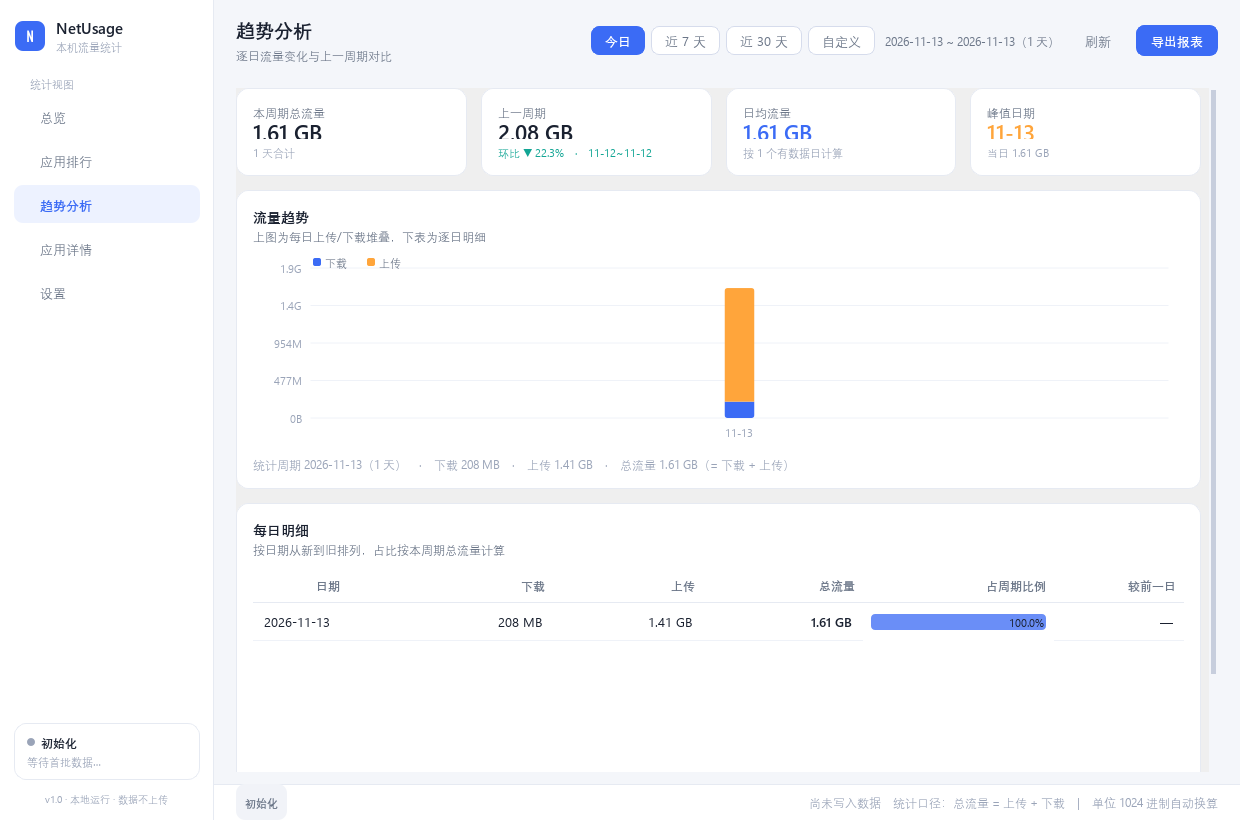 N
NetUsage
本机流量统计
统计视图
总览
应用排行
趋势分析
应用详情
设置
初始化
等待首批数据...
v1.0 · 本地运行 · 数据不上传
趋势分析
逐日流量变化与上一周期对比
今日
近 7 天
近 30 天
自定义
2026-11-13 ~ 2026-11-13（1 天）
刷新
导出报表
本周期总流量
1.61 GB
1 天合计
上一周期
2.08 GB
环比 ▼ 22.3% · 11-12~11-12
日均流量
1.61 GB
按 1 个有数据日计算
峰值日期
11-13
当日 1.61 GB
流量趋势
上图为每日上传/下载堆叠，下表为逐日明细
下载 上传
1.9G
1.4G
954M
477M
0B
11-13
统计周期 2026-11-13（1 天） · 下载 208 MB · 上传 1.41 GB · 总流量 1.61 GB（= 下载 + 上传）
每日明细
按日期从新到旧排列，占比按本周期总流量计算
日期 下载 上传 总流量 占周期比例 较前一日
2026-11-13 208 MB 1.41 GB 1.61 GB 100.0% —
初始化
尚未写入数据 统计口径：总流量 = 上传 + 下载 | 单位 1024 进制自动换算